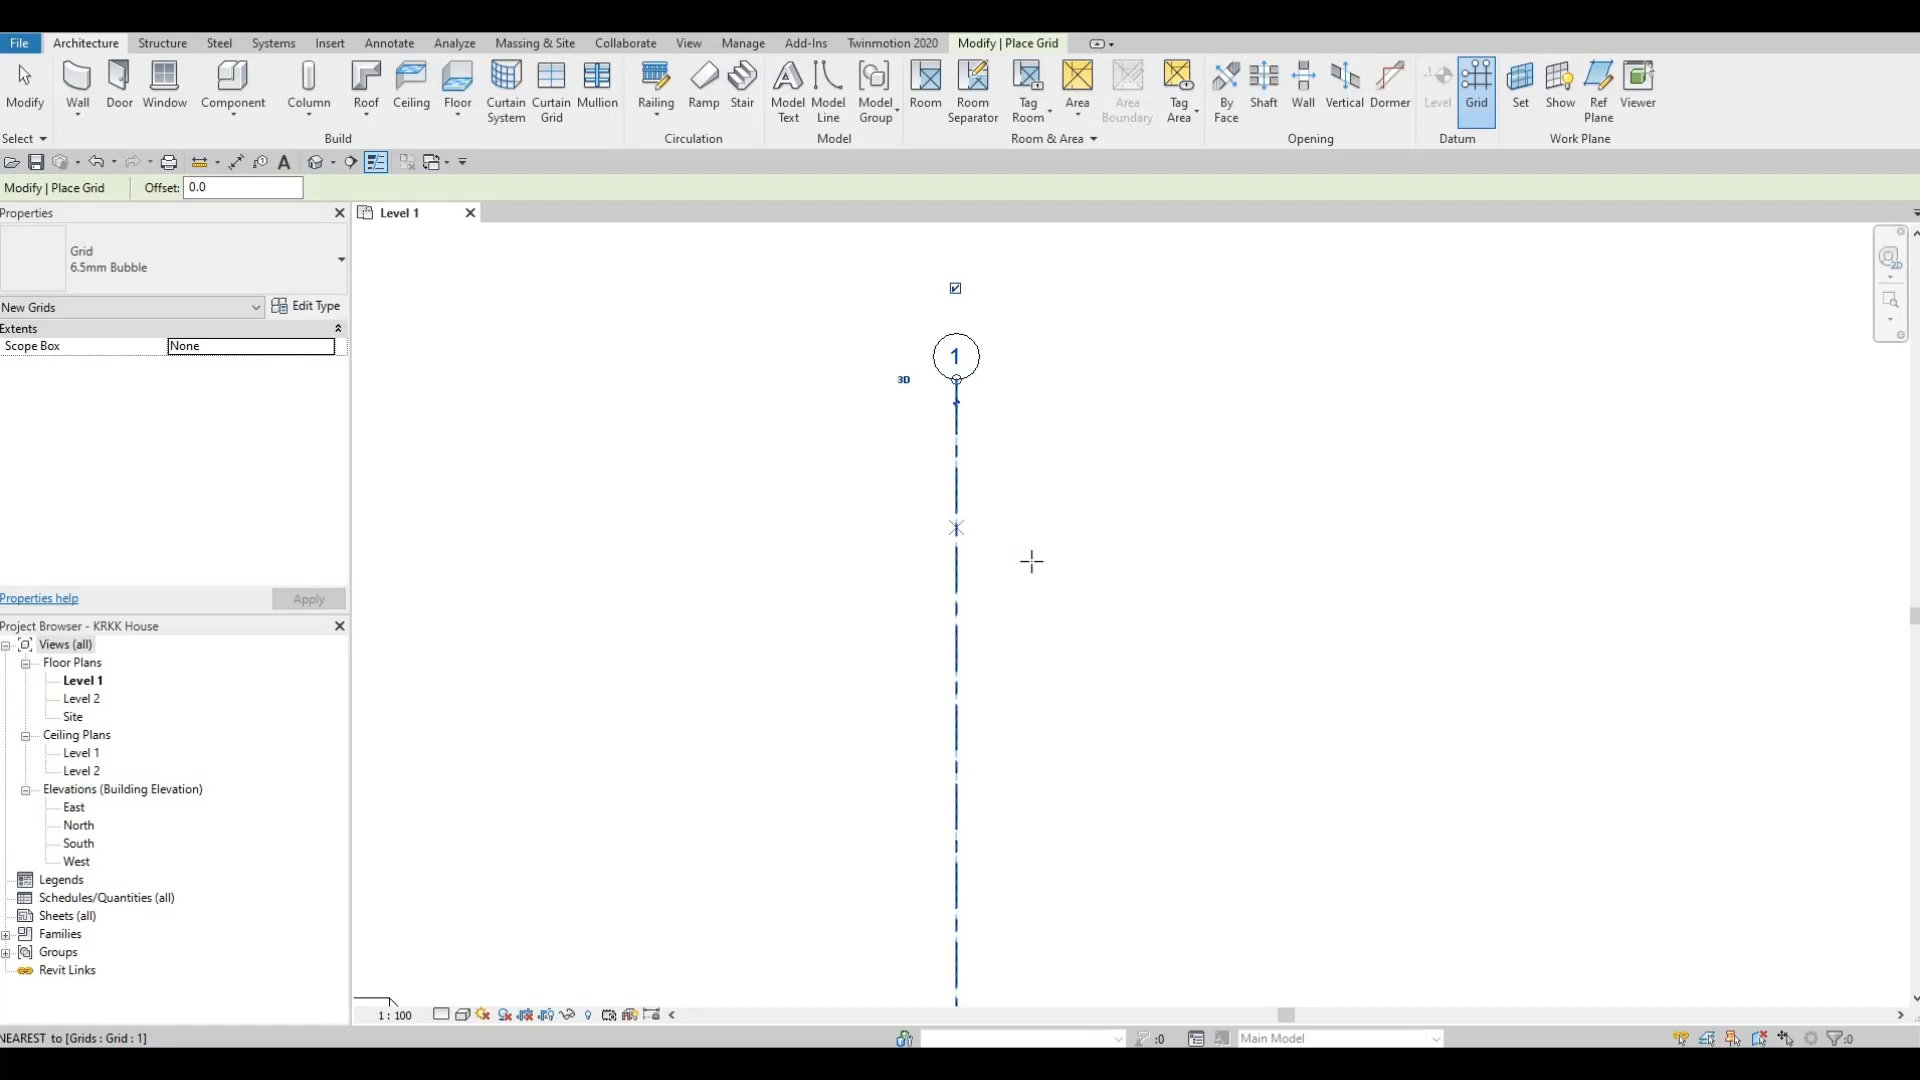 File Architecture Structure Steel Systems Insert Annotate Analyze Massing & Site Collaborate View Manage Add-Ins Twinmotion 2020 Modify | Place Grid
Modify Wall Door Window Component Column Roof Ceiling Floor Curtain System Curtain Grid Mullion Railing Ramp Stair Model Text Model Line Model Group Room Room Separator Tag Room Area Area Boundary Tag Area By Face Shaft Wall Vertical Dormer Level Grid Set Show Ref Plane Viewer
Select Build Circulation Model Room & Area Opening Datum Work Plane
A
Modify | Place Grid Offset: 0.0
Properties
Level 1
Grid
6.5mm Bubble
New Grids Edit Type
Extents
Scope Box None
1
3D
2D
Properties help Apply
Project Browser - KRKK House
Views (all)
Floor Plans
Level 1
Level 2
Site
Ceiling Plans
Level 1
Level 2
Elevations (Building Elevation)
East
North
South
West
Legends
Schedules/Quantities (all)
Sheets (all)
Families
Groups
Revit Links
1 : 100
NEAREST to [Grids : Grid : 1] :0 Main Model :0